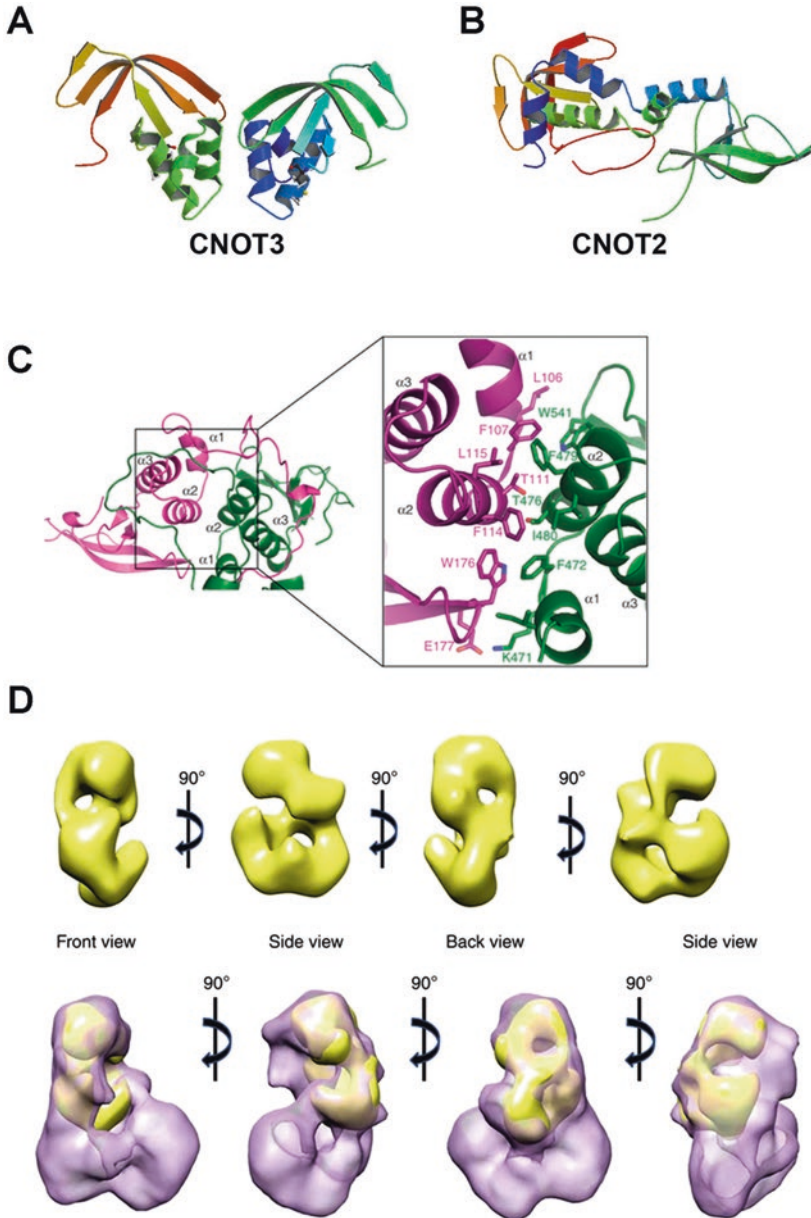 A
B
CNOT3
CNOT2
C
α1
α3
α2
α2
α3
α1
α1
α3
L106
W541
F107
F479
α2
L115
T111
α2
T476
F114
I480
W176
F472
α1
α3
E177
K471
D
90°
90°
90°
Front view
Side view
Back view
Side view
90°
90°
90°